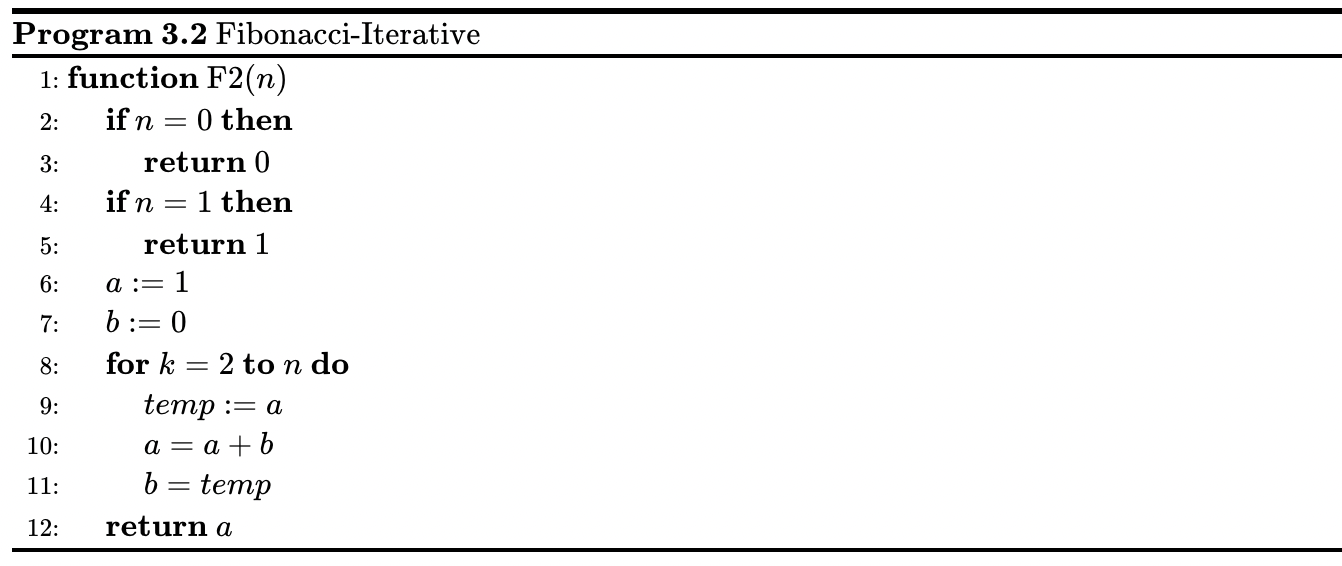 Program 3.2 Fibonacci-Iterative
1: function F2(n)
2: if n = 0 then
3: return 0
4: if n = 1 then
5: return 1
6: a := 1
7: b := 0
8: for k = 2 to n do
9: temp := a
10: a = a + b
11: b = temp
12: return a